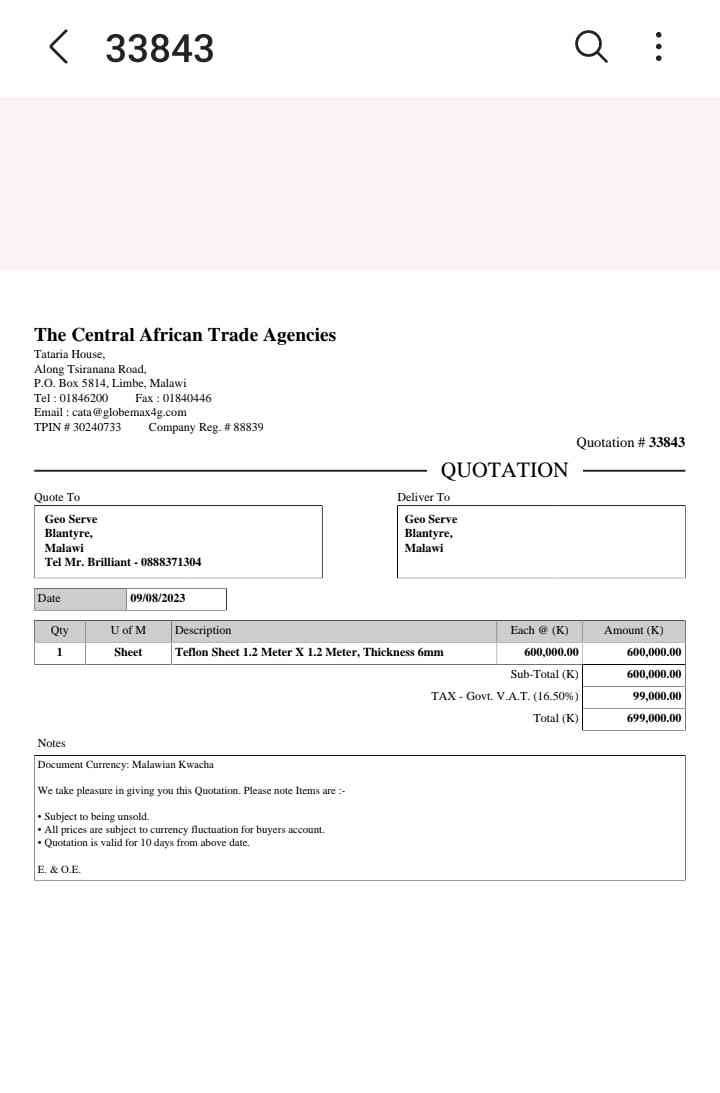 33843
The Central African Trade Agencies
Tataria House,
Along Tsiranana Road,
P.O. Box 5814, Limbe, Malawi
Tel : 01846200 Fax : 01840446
Email : cata@globemax4g.com
TPIN # 30240733 Company Reg. # 88839
Quotation # 33843
QUOTATION
Quote To Deliver To
Geo Serve Geo Serve
Blantyre, Blantyre,
Malawi Malawi
Tel Mr. Brilliant - 0888371304
Date 09/08/2023
Qty U of M Description Each @ (K) Amount (K)
1 Sheet Teflon Sheet 1.2 Meter X 1.2 Meter, Thickness 6mm 600,000.00 600,000.00
Sub-Total (K) 600,000.00
TAX - Govt. V.A.T. (16.50%) 99,000.00
Total (K) 699,000.00
Notes
Document Currency: Malawian Kwacha
We take pleasure in giving you this Quotation. Please note Items are :-
• Subject to being unsold.
• All prices are subject to currency fluctuation for buyers account.
• Quotation is valid for 10 days from above date.
E. & O.E.